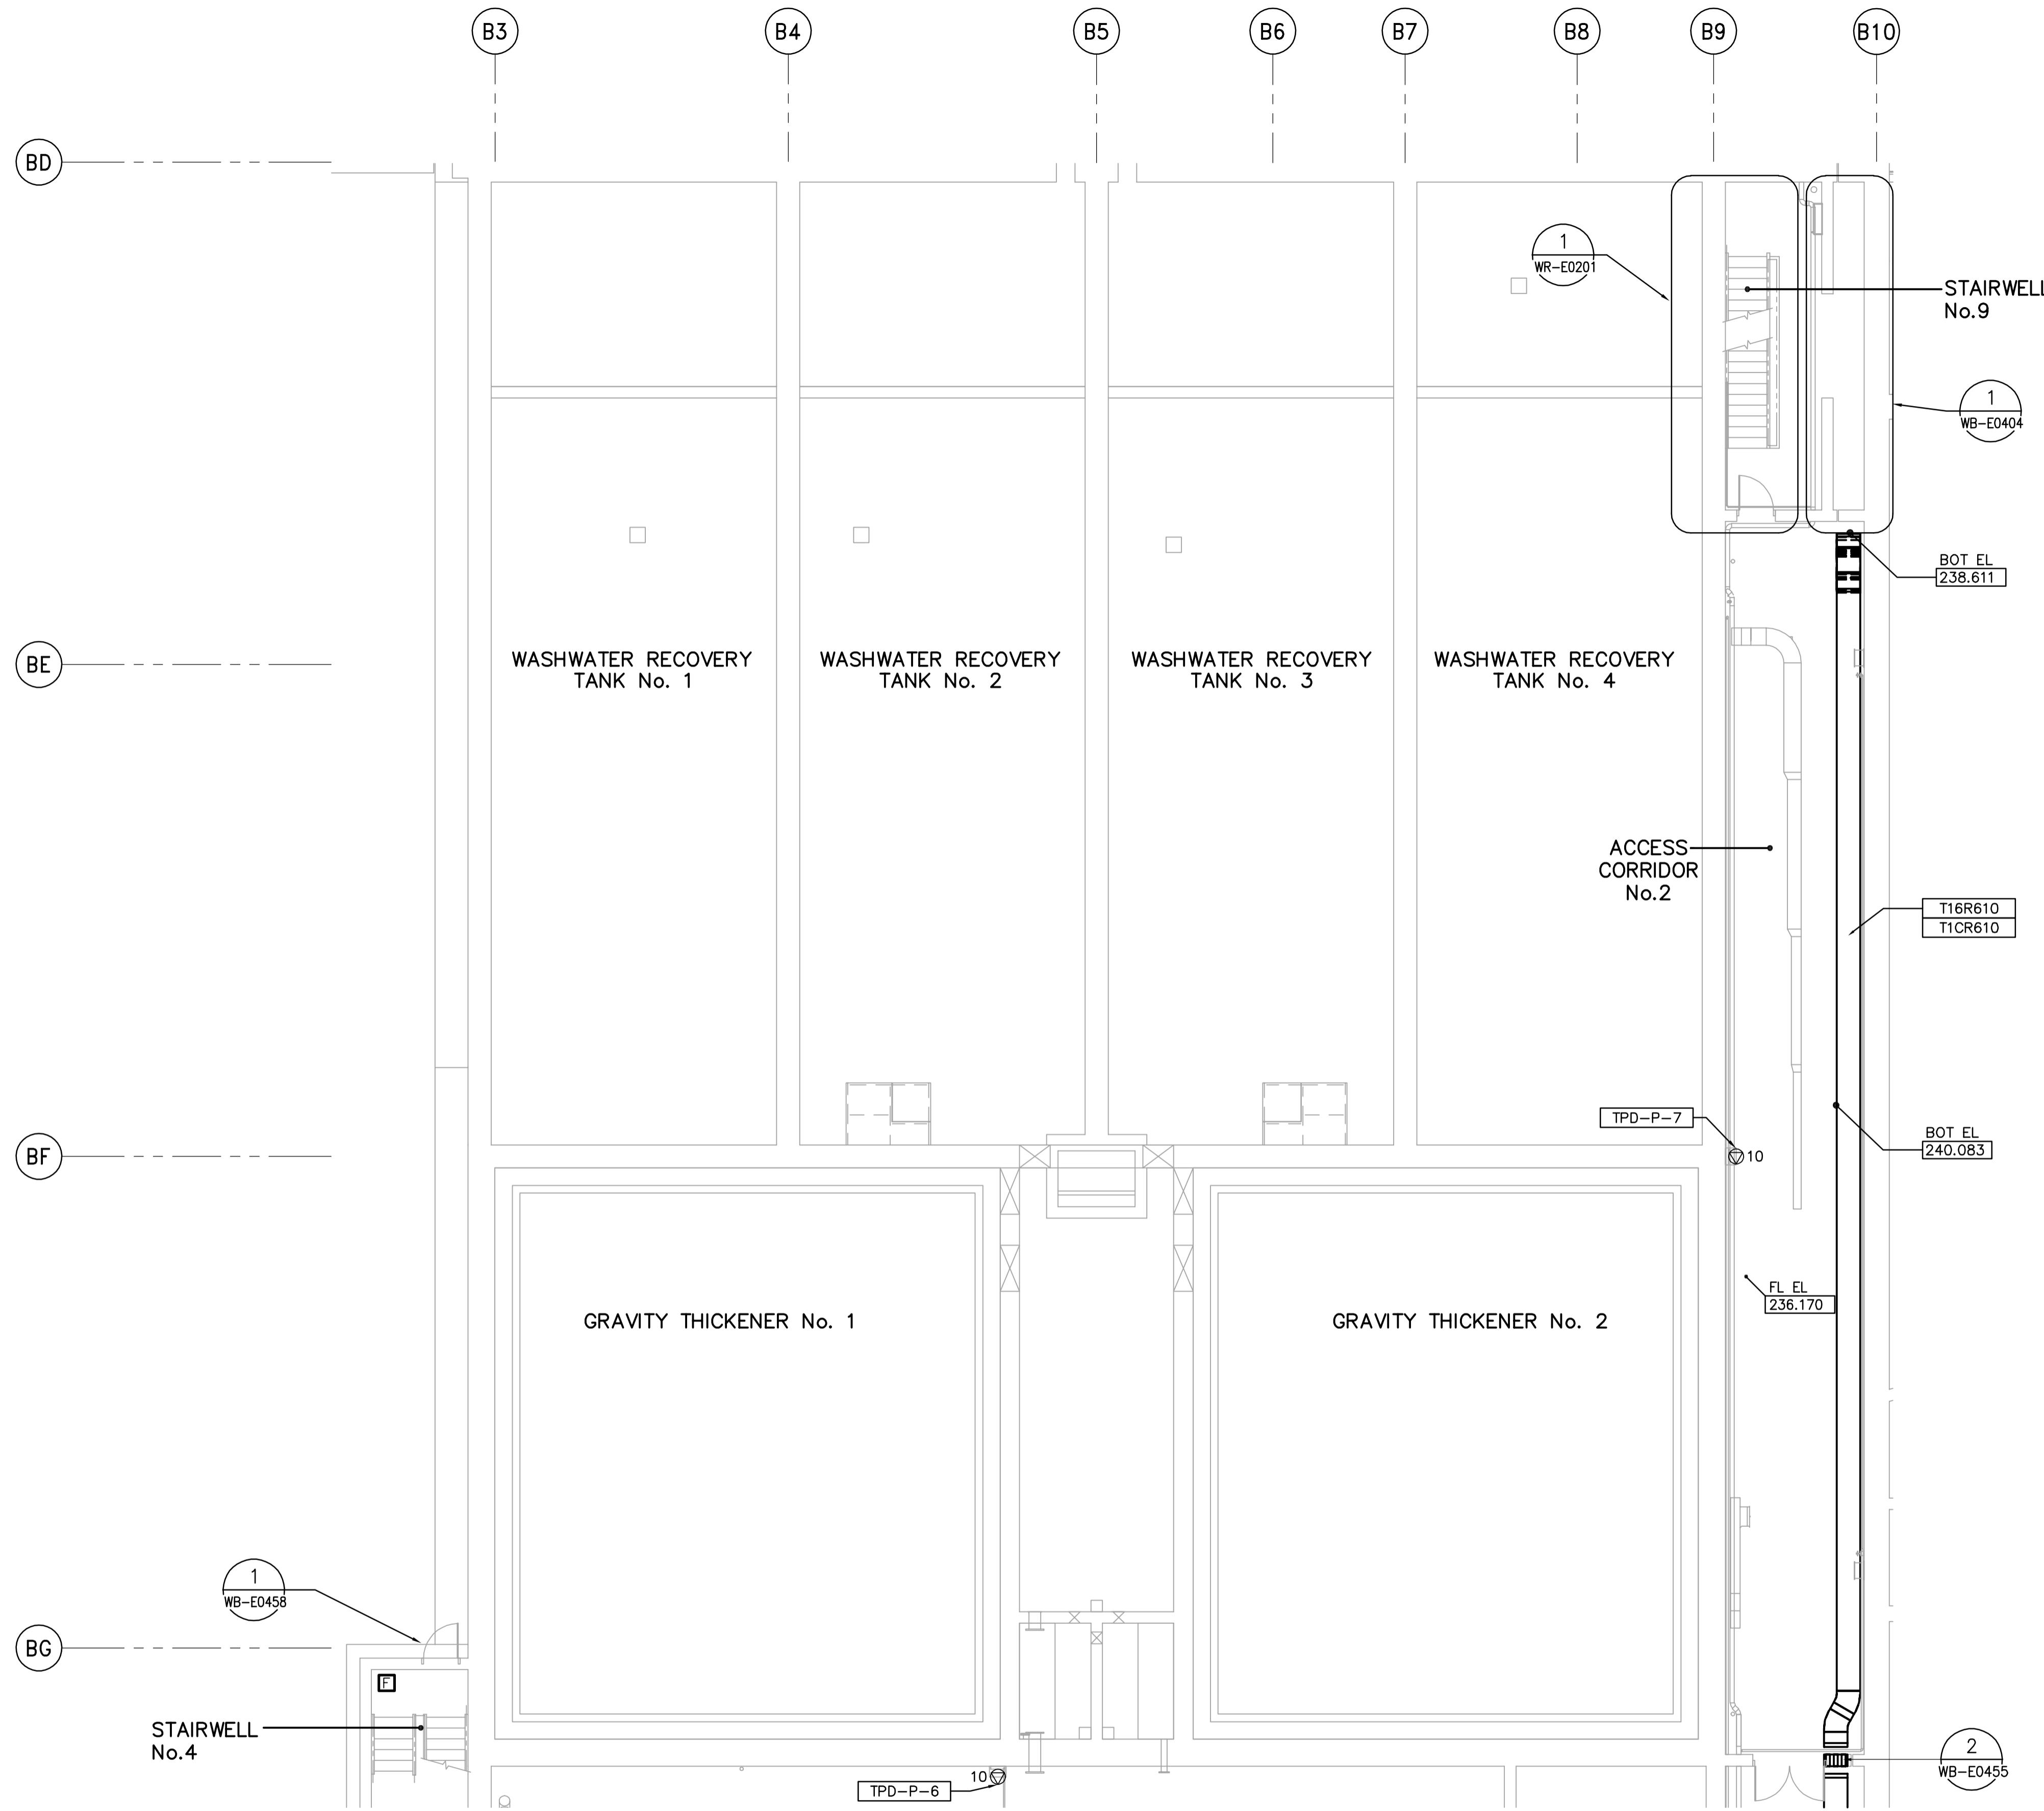 B3
B4
B5
B6
B7
B8
B9
B10
BD
1
WR-E0201
STAIRWELL
No.9
1
WB-E0404
BOT EL
238.611
BE
WASHWATER RECOVERY
TANK No. 1
WASHWATER RECOVERY
TANK No. 2
WASHWATER RECOVERY
TANK No. 3
WASHWATER RECOVERY
TANK No. 4
ACCESS
CORRIDOR
No.2
T16R610
T1CR610
TPD-P-7
10
BOT EL
240.083
BF
FL EL
236.170
GRAVITY THICKENER No. 1
GRAVITY THICKENER No. 2
1
WB-E0458
BG
F
STAIRWELL
No.4
10
TPD-P-6
2
WB-E0455